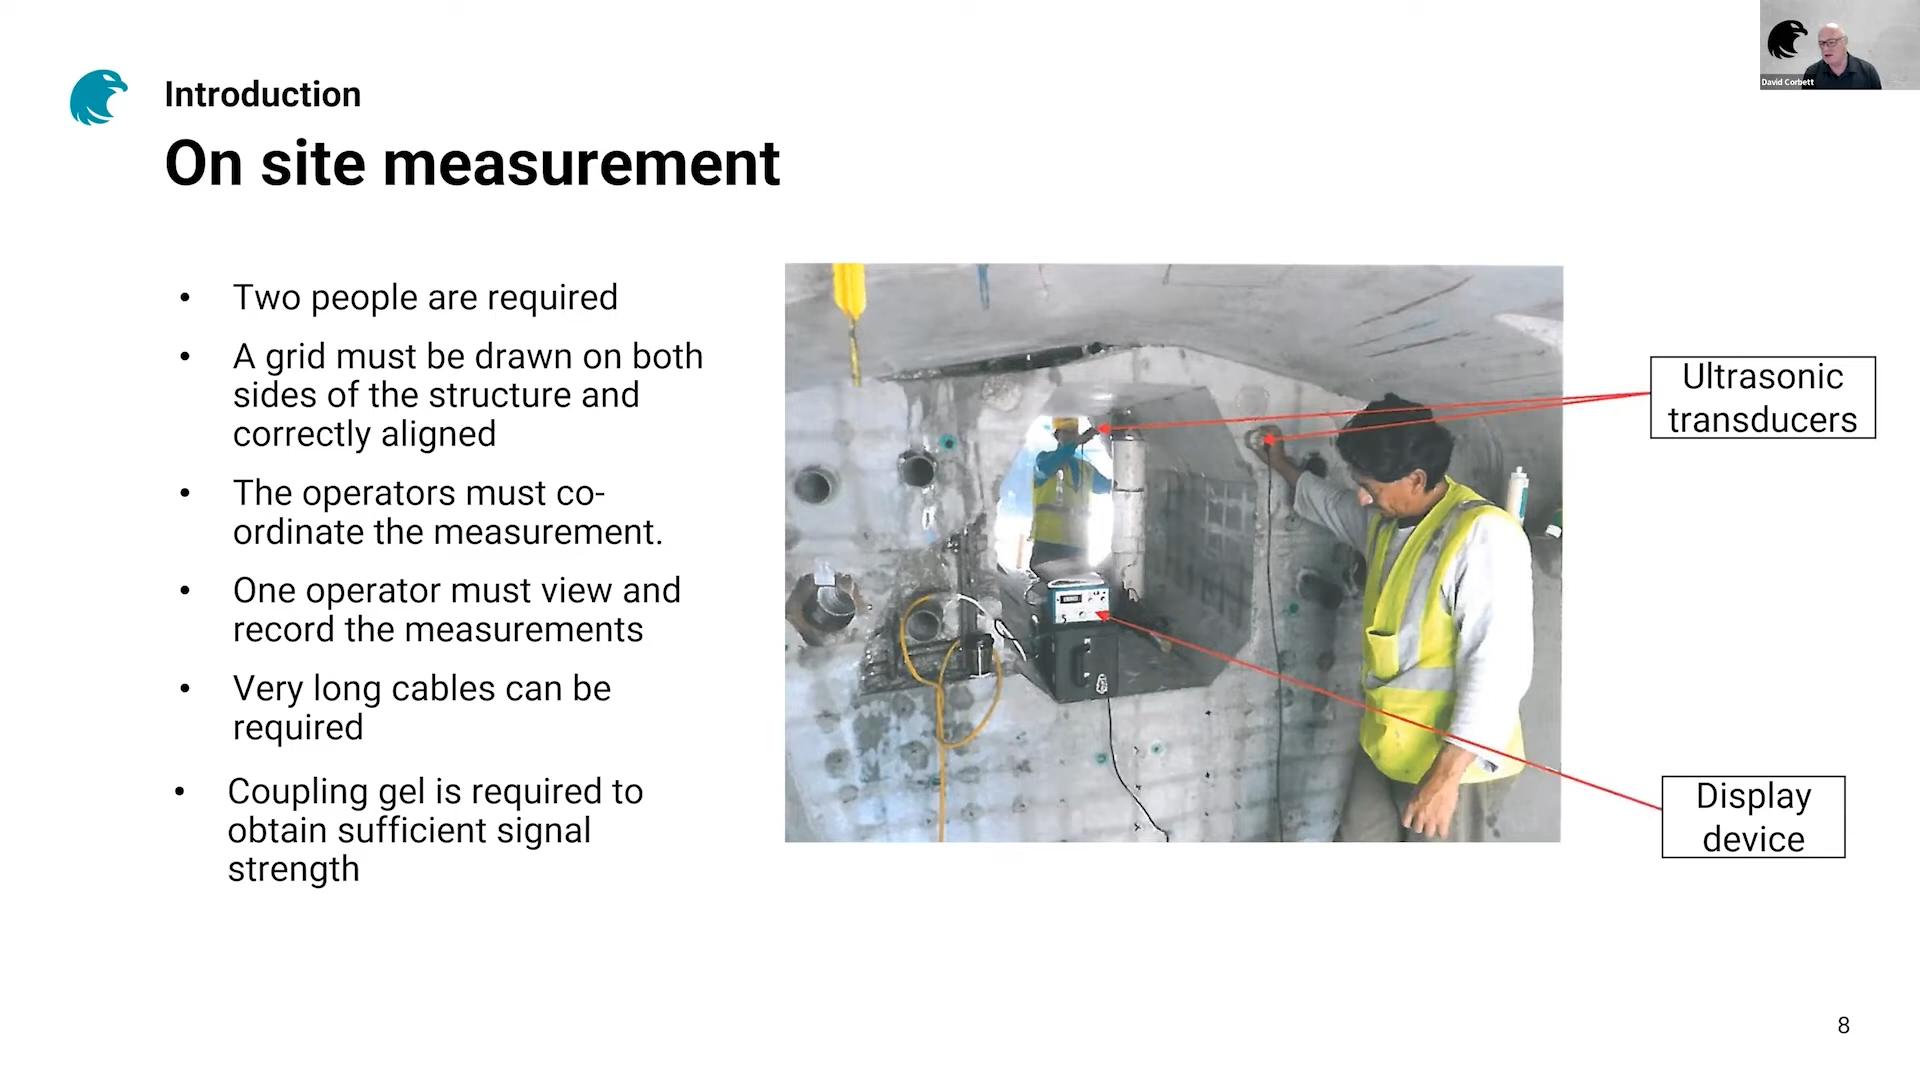 David Corbett
Introduction
On site measurement
• Two people are required
• A grid must be drawn on both
sides of the structure and
correctly aligned
• The operators must co-
ordinate the measurement.
• One operator must view and
record the measurements
• Very long cables can be
required
• Coupling gel is required to
obtain sufficient signal
strength
Ultrasonic
transducers
Display
device
8